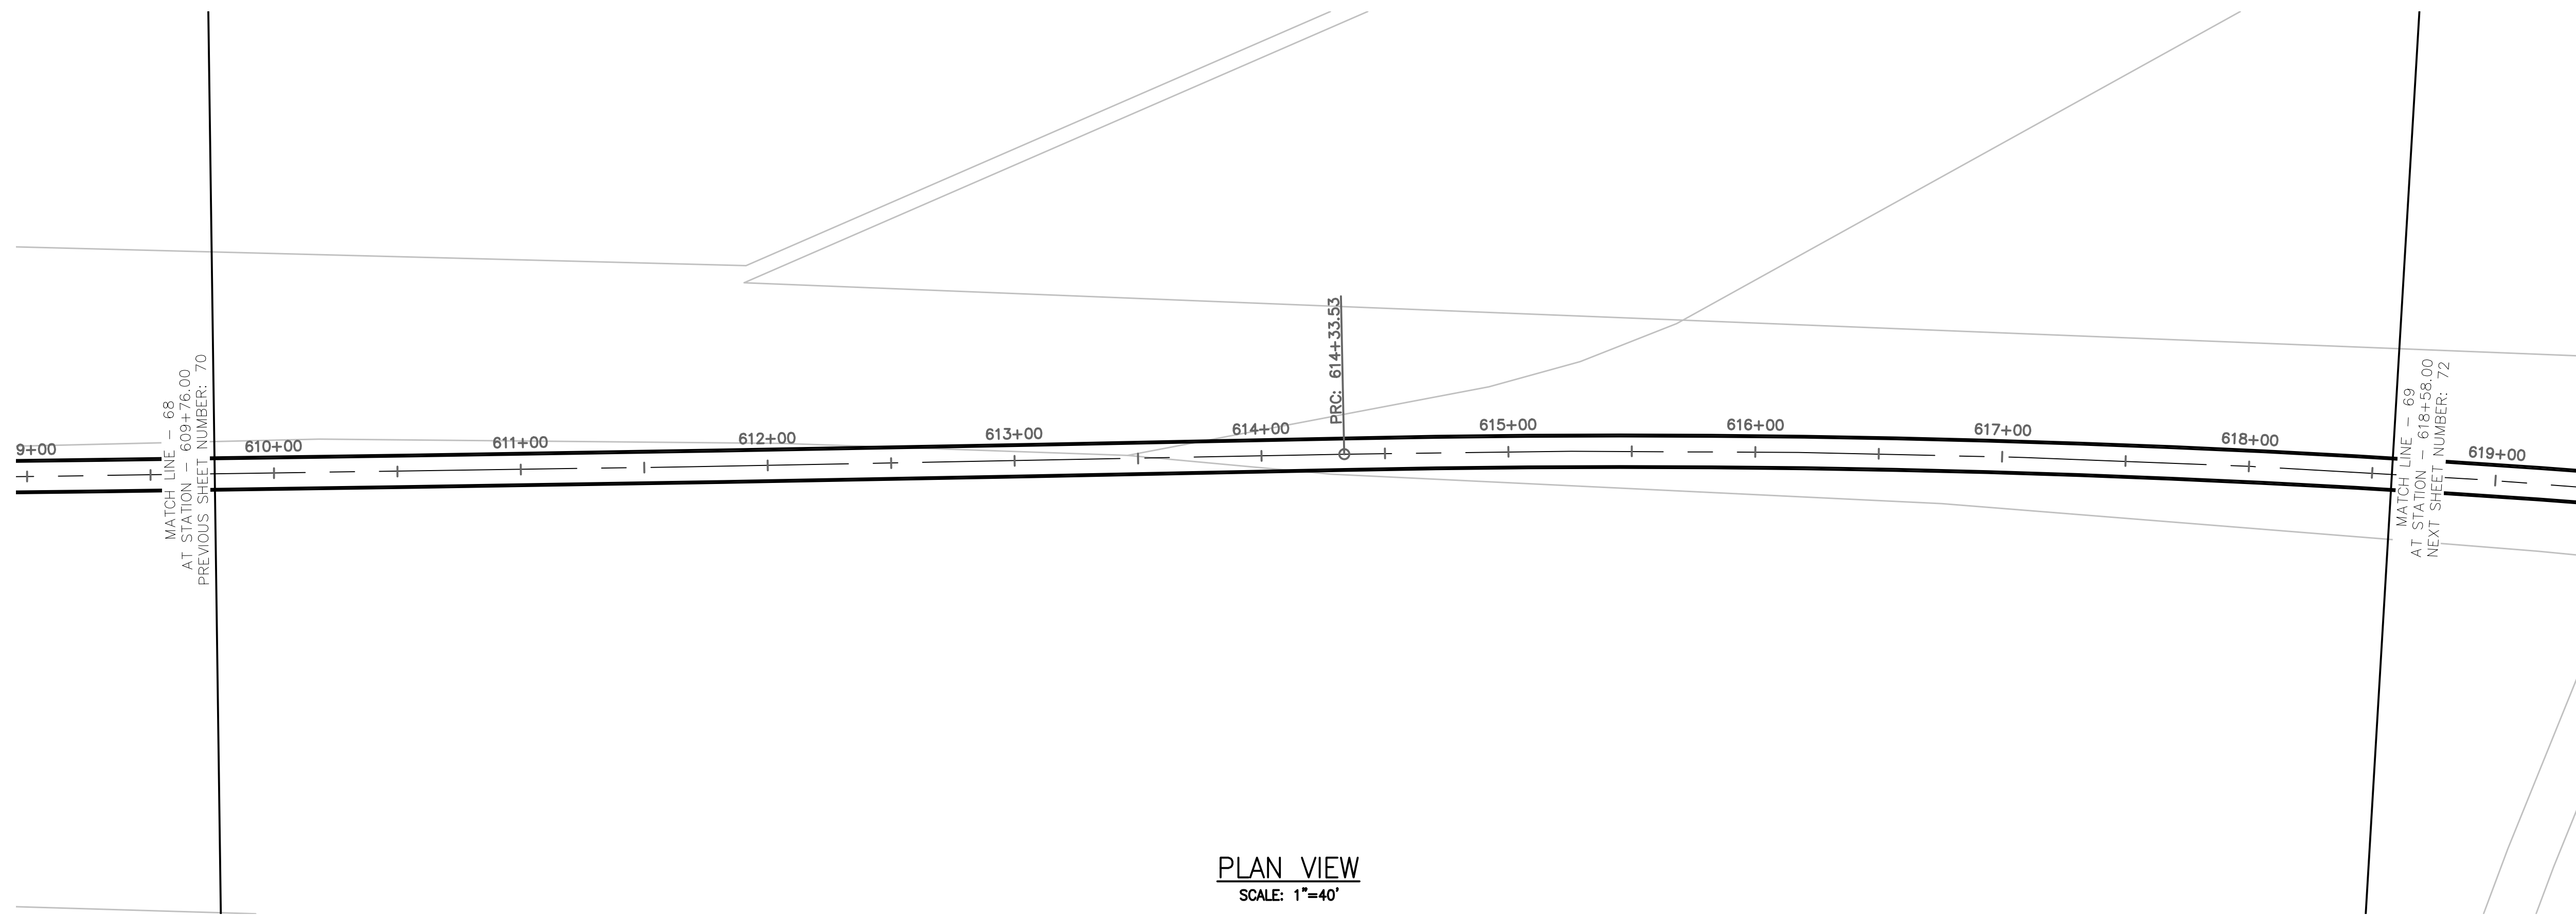 MATCH LINE - 68
AT STATION - 609+76.00
PREVIOUS SHEET NUMBER: 70
9+00
610+00
611+00
612+00
613+00
614+00
PRC: 614+33.53
615+00
616+00
617+00
618+00
MATCH LINE - 69
AT STATION - 618+58.00
NEXT SHEET NUMBER: 72
619+00
PLAN VIEW
SCALE: 1"=40'